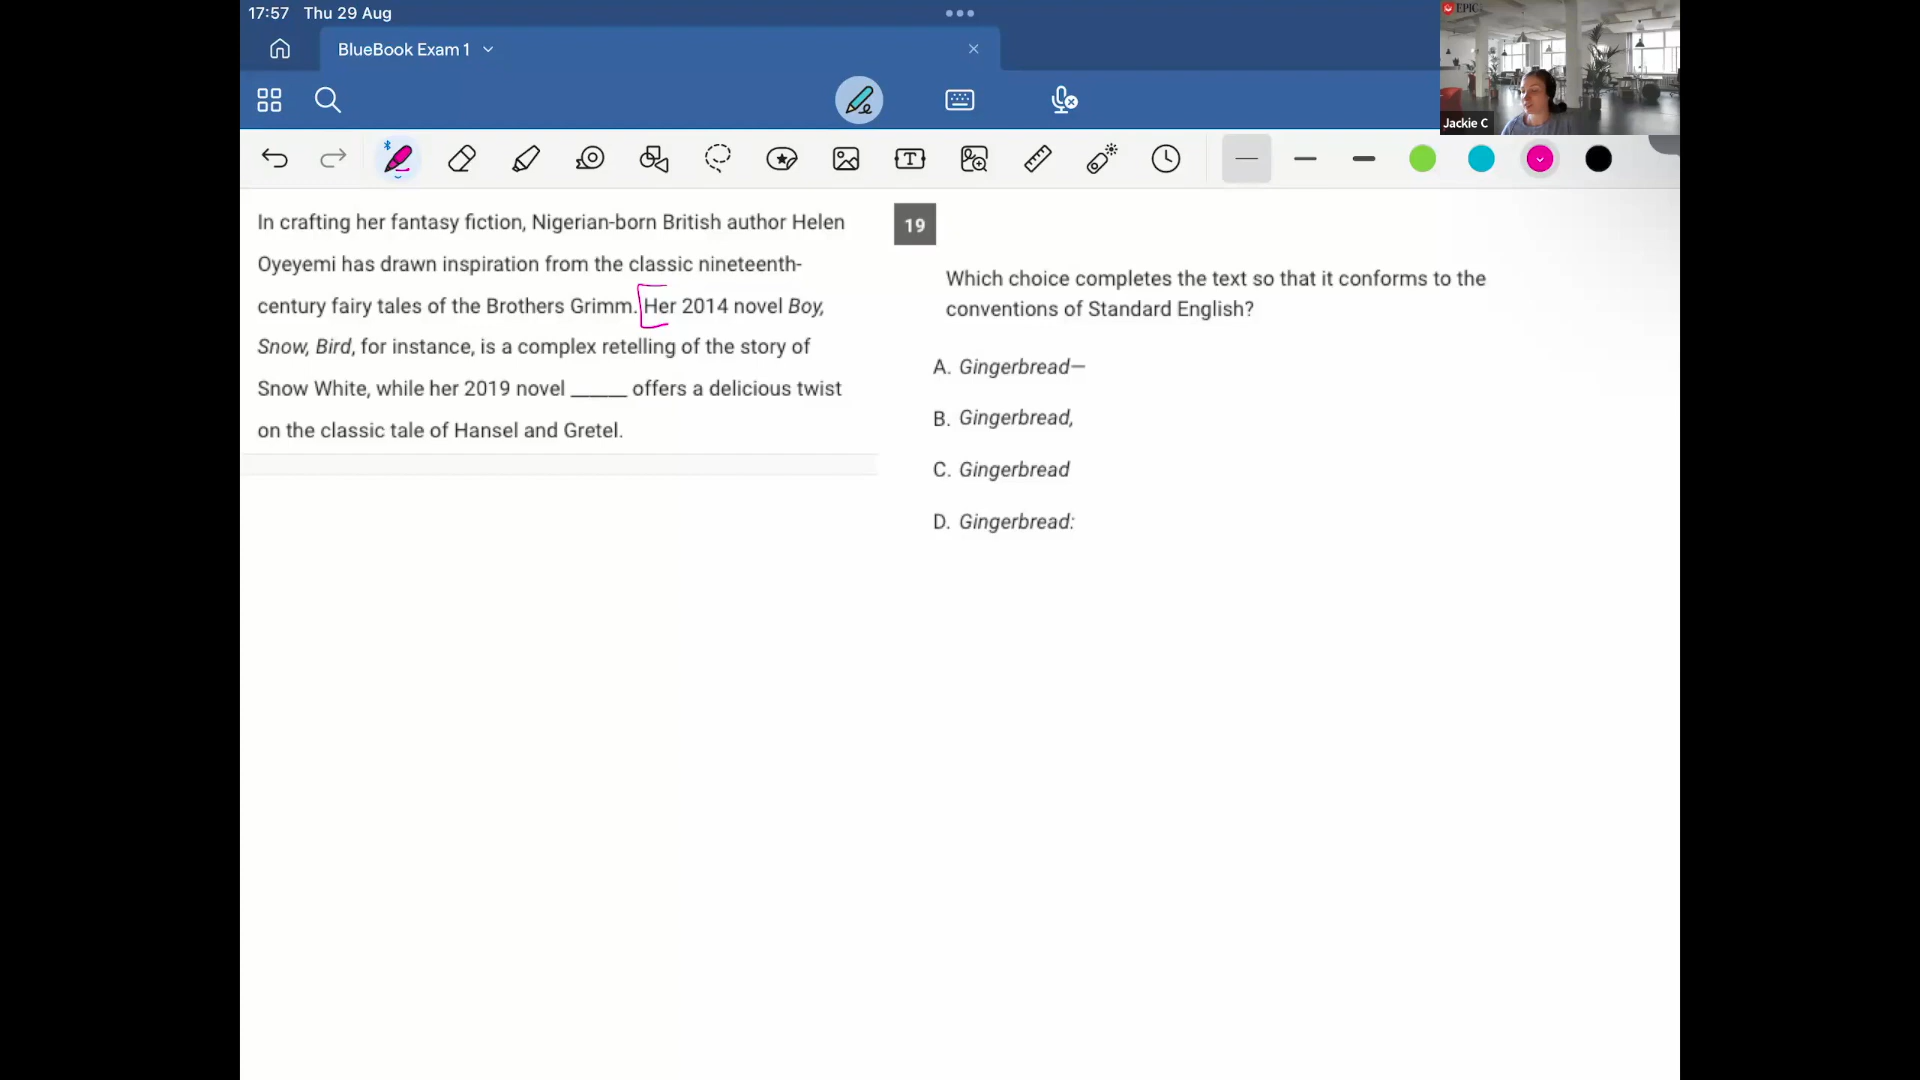 17:57 Thu 29 Aug
BlueBook Exam 1
EPIC
Jackie C
In crafting her fantasy fiction, Nigerian-born British author Helen
Oyeyemi has drawn inspiration from the classic nineteenth-
century fairy tales of the Brothers Grimm. Her 2014 novel Boy,
Snow, Bird, for instance, is a complex retelling of the story of
Snow White, while her 2019 novel ______ offers a delicious twist
on the classic tale of Hansel and Gretel.
19
Which choice completes the text so that it conforms to the
conventions of Standard English?
A. Gingerbread—
B. Gingerbread,
C. Gingerbread
D. Gingerbread: